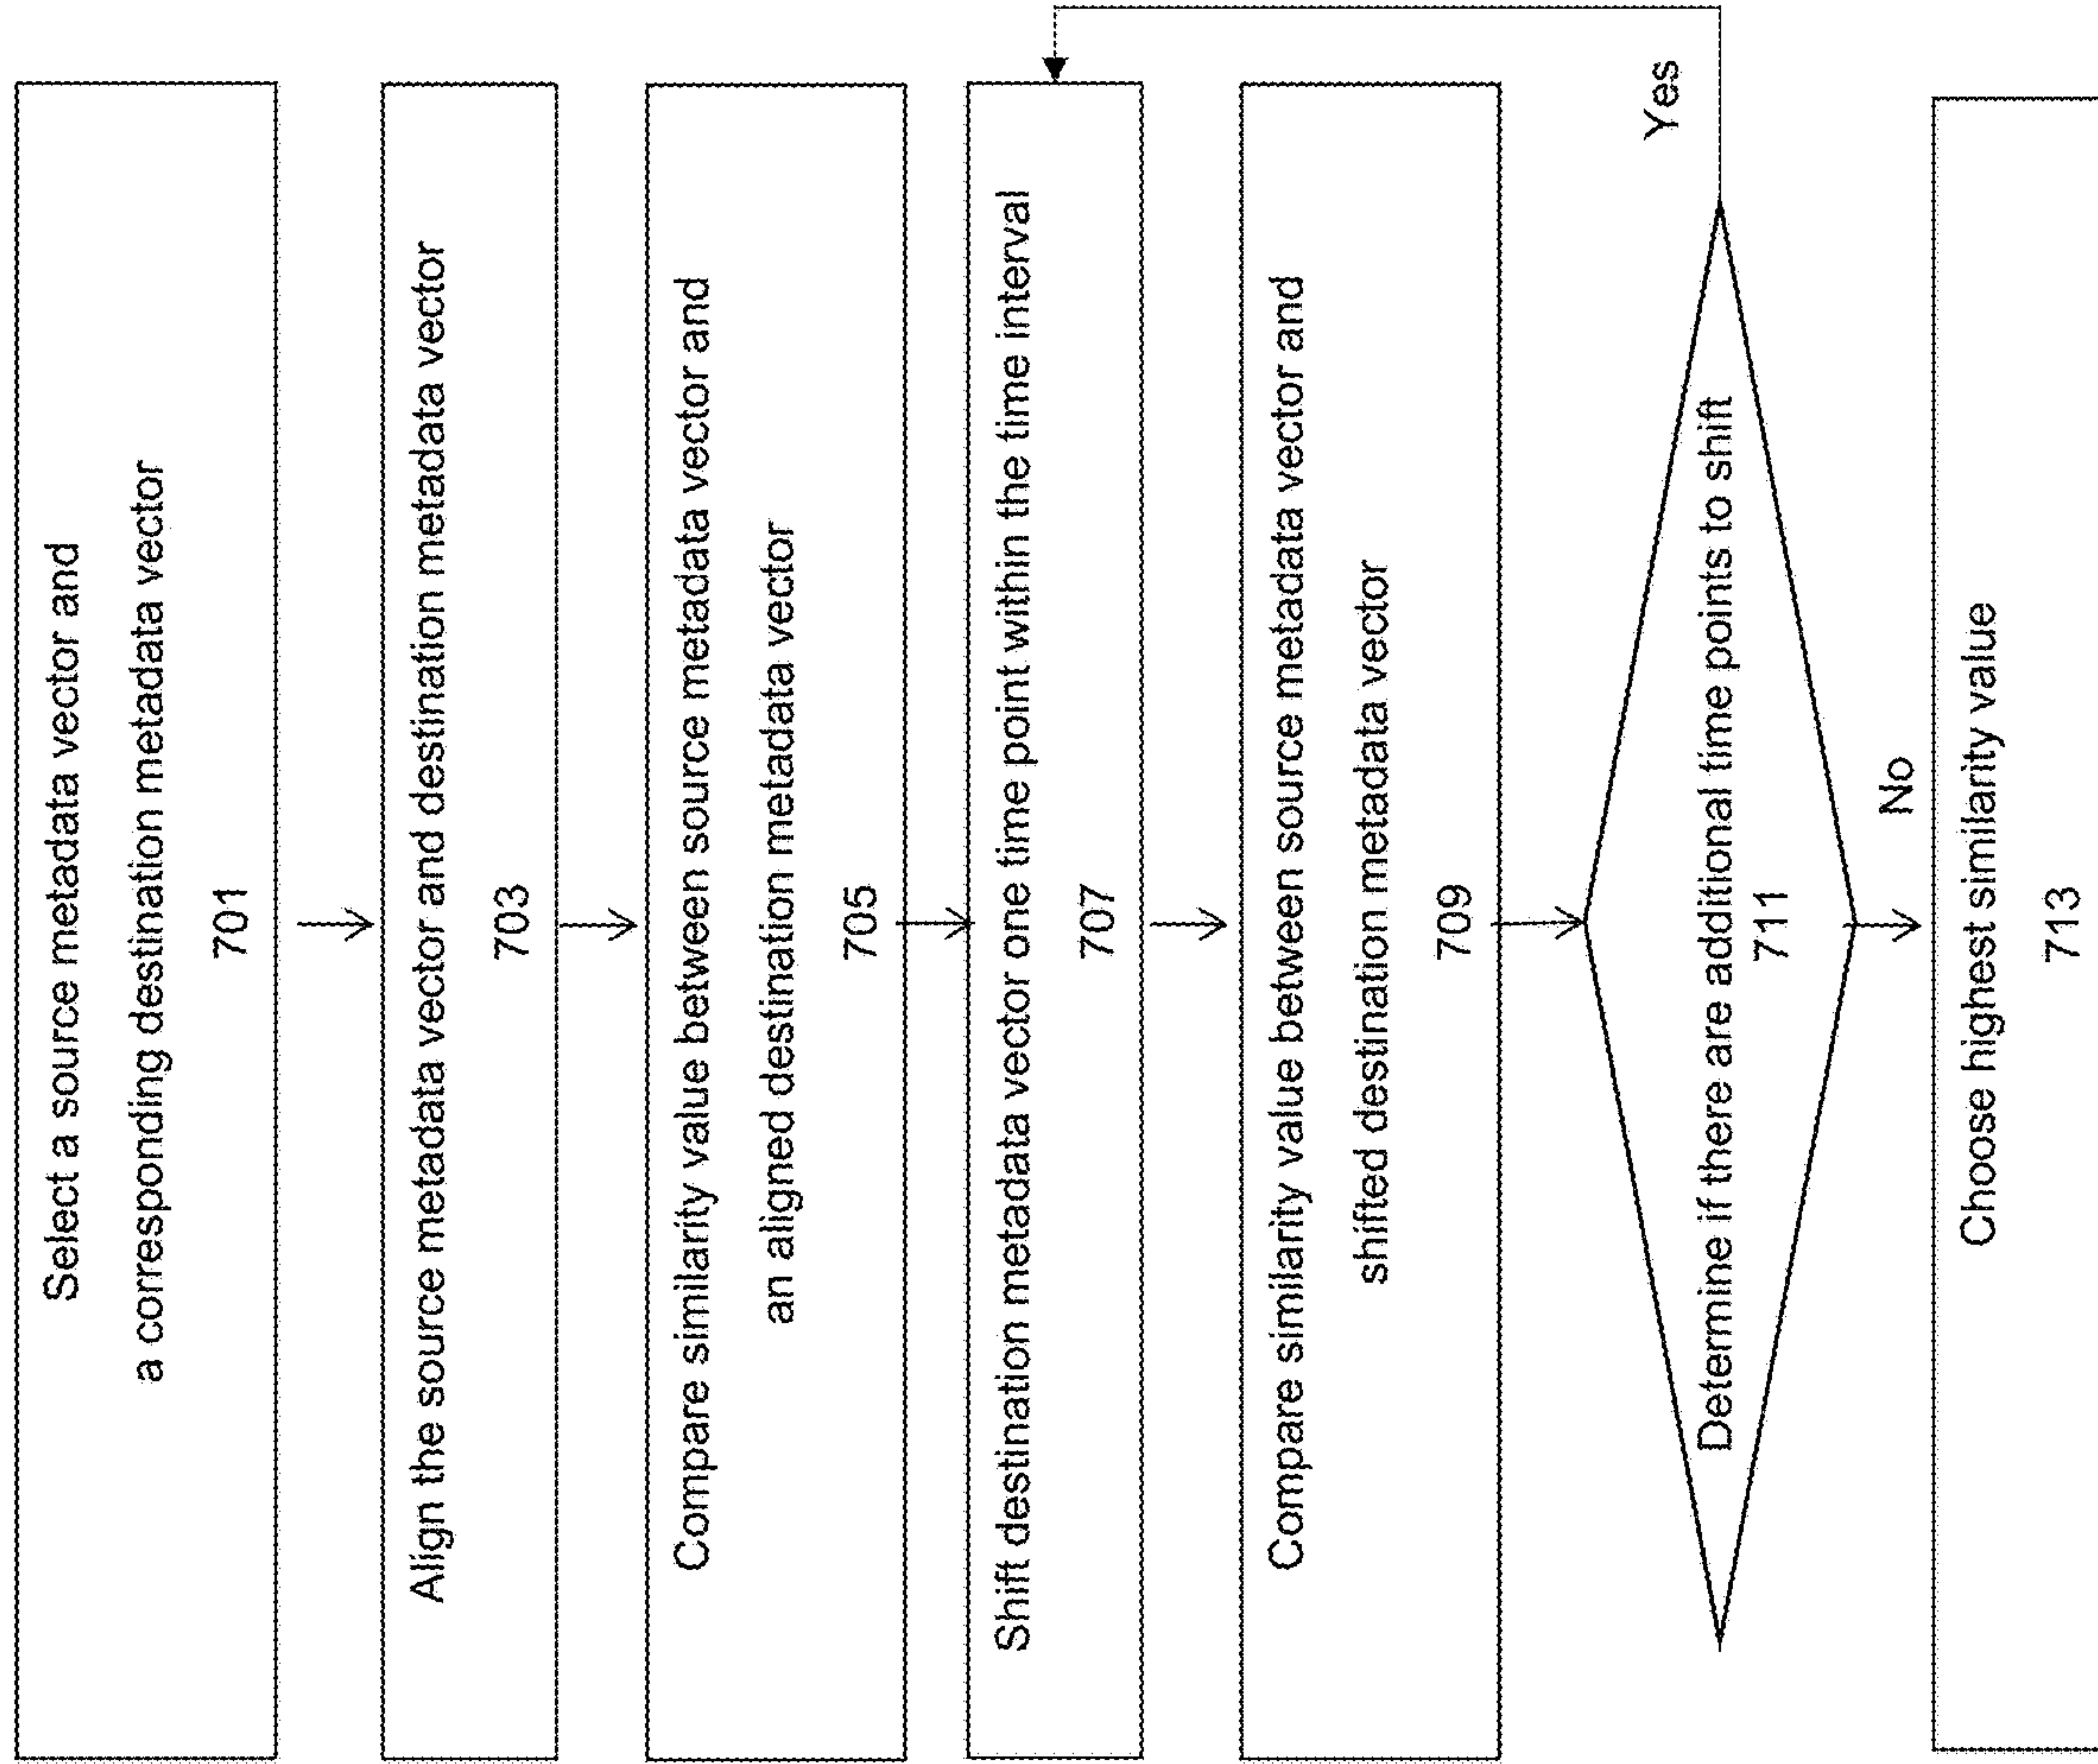 Select a source metadata vector and
a corresponding destination metadata vector
701
Align the source metadata vector and destination metadata vector
703
Compare similarity value between source metadata vector and
an aligned destination metadata vector
705
Shift destination metadata vector one time point within the time interval
707
Compare similarity value between source metadata vector and
shifted destination metadata vector
709
Yes
Determine if there are additional time points to shift
711
No
Choose highest similarity value
713